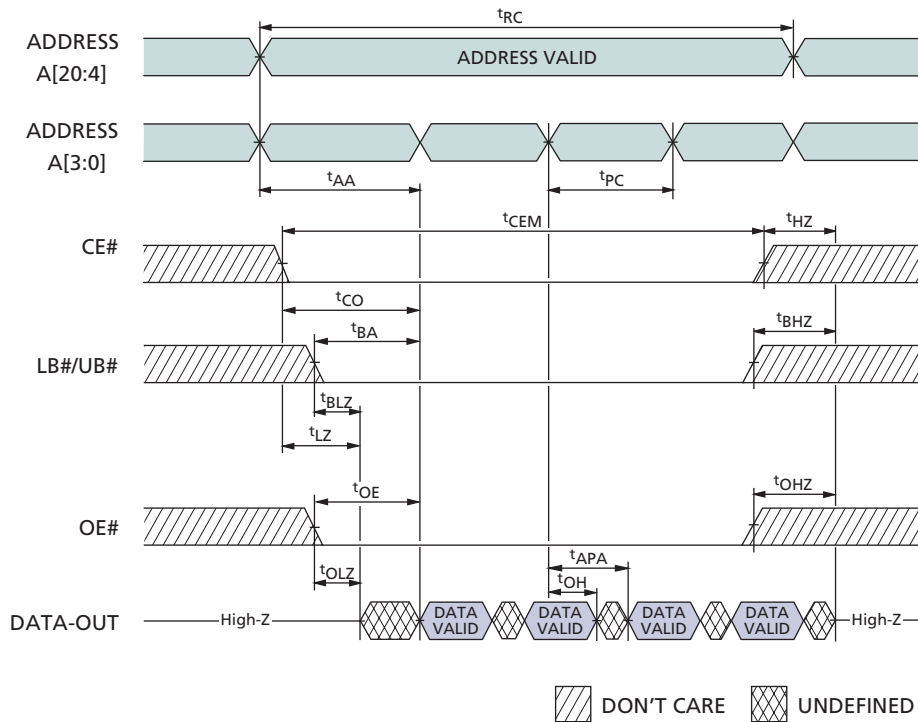 tRC
ADDRESS
A[20:4]
ADDRESS VALID
ADDRESS
A[3:0]
tAA
tPC
tCEM
tHZ
CE#
tCO
tBHZ
tBA
LB#/UB#
tBLZ
tLZ
tOE
tOHZ
OE#
tAPA
tOLZ
tOH
DATA-OUT
High-Z
DATA
VALID
DATA
VALID
DATA
VALID
DATA
VALID
High-Z
DON'T CARE
UNDEFINED